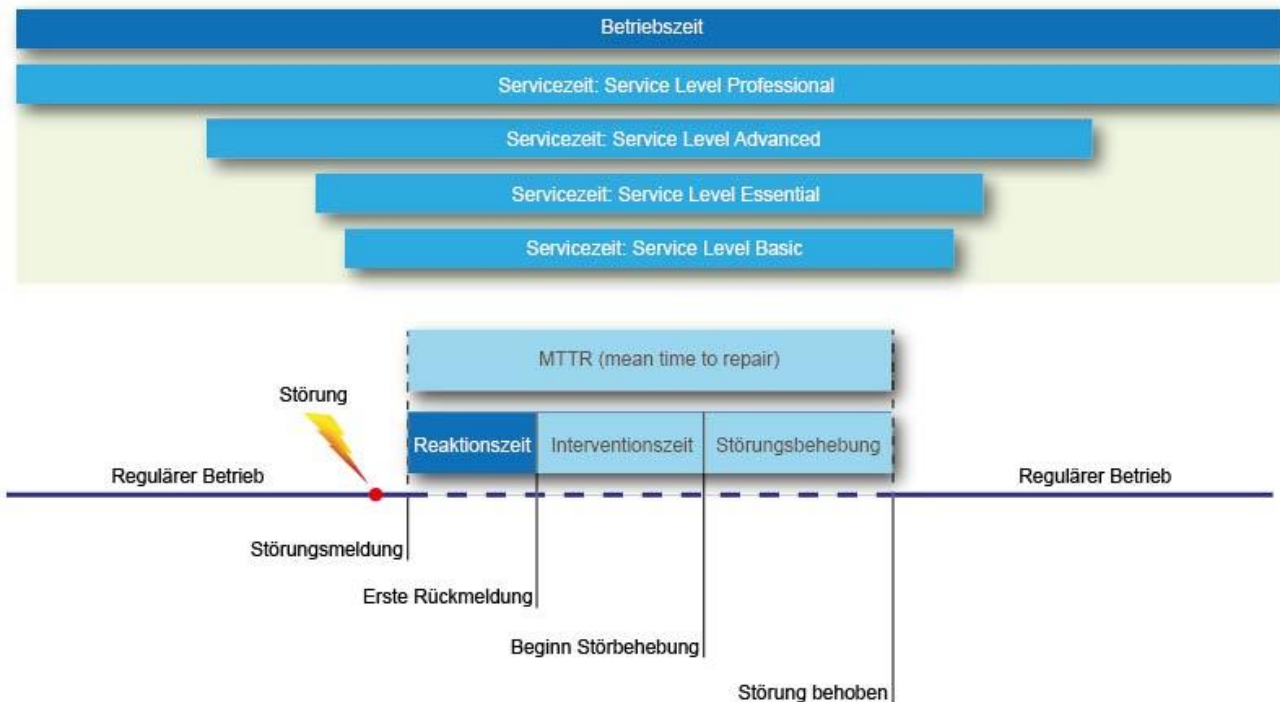 Betriebszeit
Servicezeit: Service Level Professional
Servicezeit: Service Level Advanced
Servicezeit: Service Level Essential
Servicezeit: Service Level Basic
MTTR (mean time to repair)
Störung
Reaktionszeit
Interventionszeit
Störungsbehebung
Regulärer Betrieb
Regulärer Betrieb
Störungsmeldung
Erste Rückmeldung
Beginn Störbehebung
Störung behoben